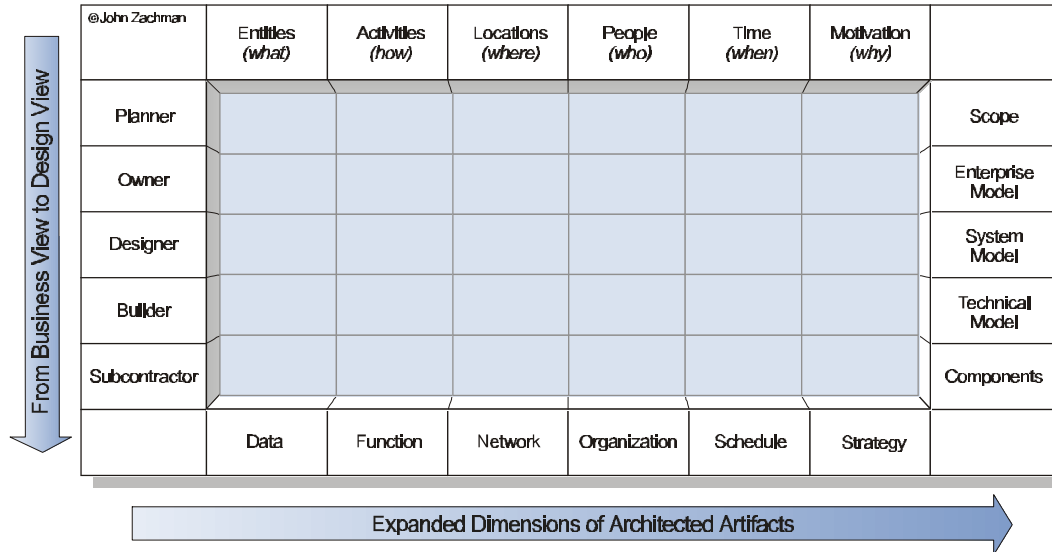 ©John Zachman
Entities
(what)
Activities
(how)
Locations
(where)
People
(who)
Time
(when)
Motivation
(why)
From Business View to Design View
Planner
Scope
Owner
Enterprise
Model
Designer
System
Model
Builder
Technical
Model
Subcontractor
Components
Data
Function
Network
Organization
Schedule
Strategy
Expanded Dimensions of Architected Artifacts